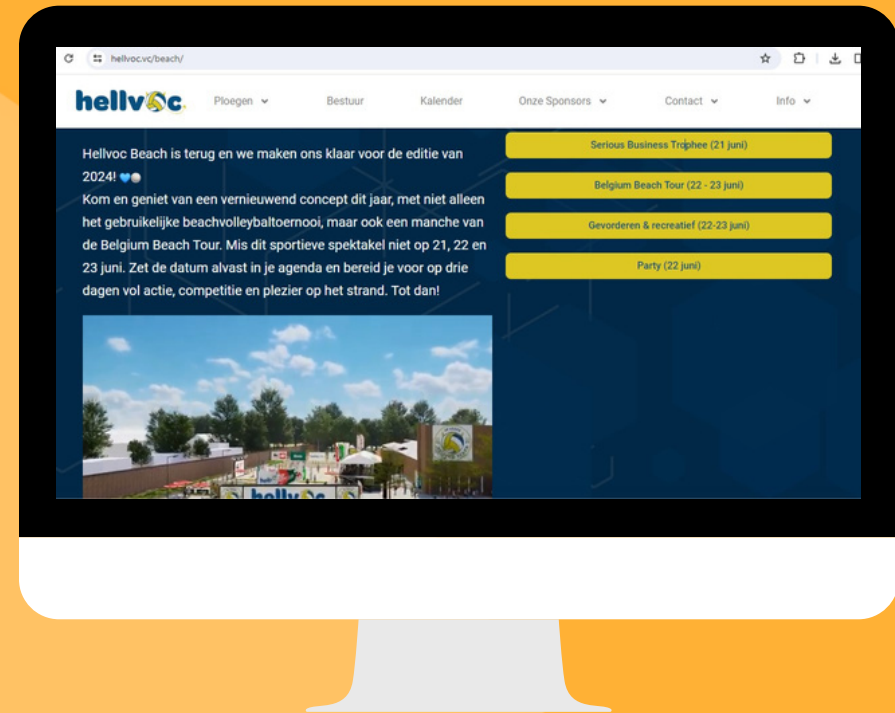 hellvoc.vc/beach/
hellvoc
Ploegen
Bestuur
Kalender
Onze Sponsors
Contact
Info
Hellvoc Beach is terug en we maken ons klaar voor de editie van
2024! 💙🏐
Kom en geniet van een vernieuwend concept dit jaar, met niet alleen
het gebruikelijke beachvolleybaltoernooi, maar ook een manche van
de Belgium Beach Tour. Mis dit sportieve spektakel niet op 21, 22 en
23 juni. Zet de datum alvast in je agenda en bereid je voor op drie
dagen vol actie, competitie en plezier op het strand. Tot dan!
Serious Business Trophee (21 juni)
Belgium Beach Tour (22 - 23 juni)
Gevorderen & recreatief (22-23 juni)
Party (22 juni)
hellvoc